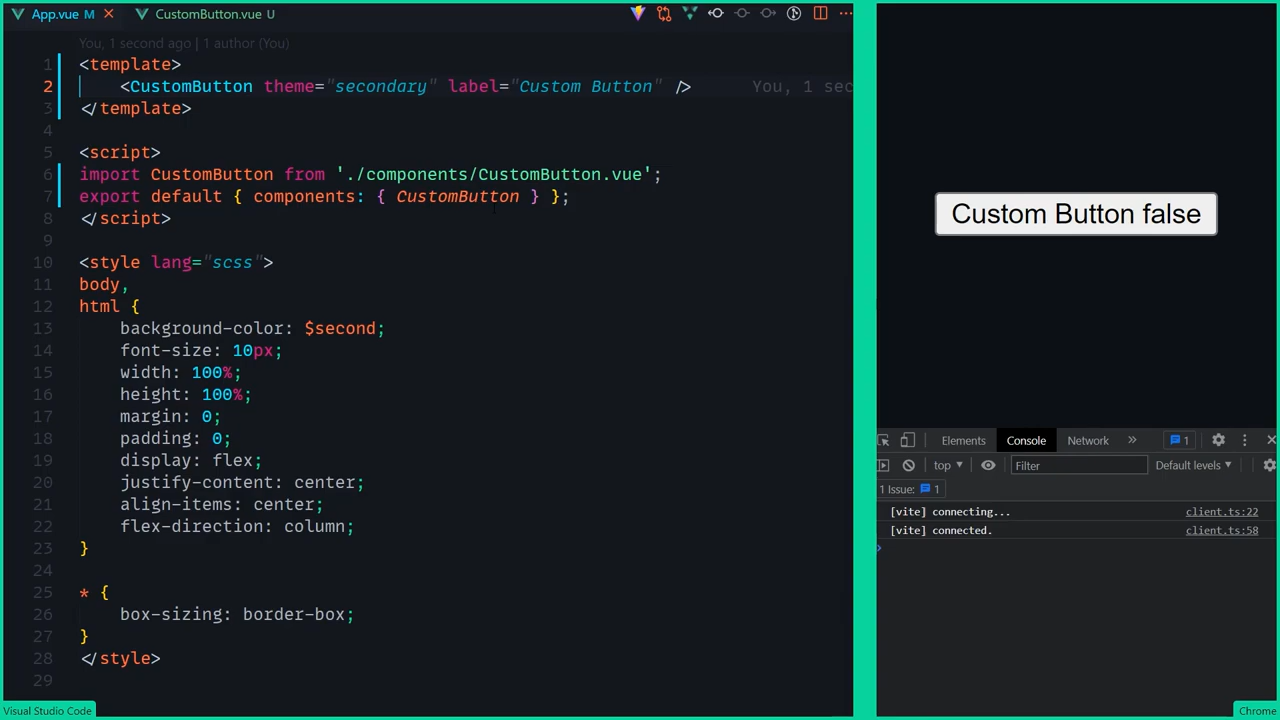 App.vue M
CustomButton.vue U
You, 1 second ago | 1 author (You)
1 <template>
2 <CustomButton theme="secondary" label="Custom Button" /> You, 1 sec
3 </template>
4
5 <script>
6 import CustomButton from './components/CustomButton.vue';
7 export default { components: { CustomButton } };
8 </script>
9
10 <style lang="scss">
11 body,
12 html {
13 background-color: $second;
14 font-size: 10px;
15 width: 100%;
16 height: 100%;
17 margin: 0;
18 padding: 0;
19 display: flex;
20 justify-content: center;
21 align-items: center;
22 flex-direction: column;
23 }
24
25 * {
26 box-sizing: border-box;
27 }
28 </style>
29
Visual Studio Code
Custom Button false
Elements Console Network » 1
top Filter Default levels
1 Issue: 1
[vite] connecting... client.ts:22
[vite] connected. client.ts:58
Chrome